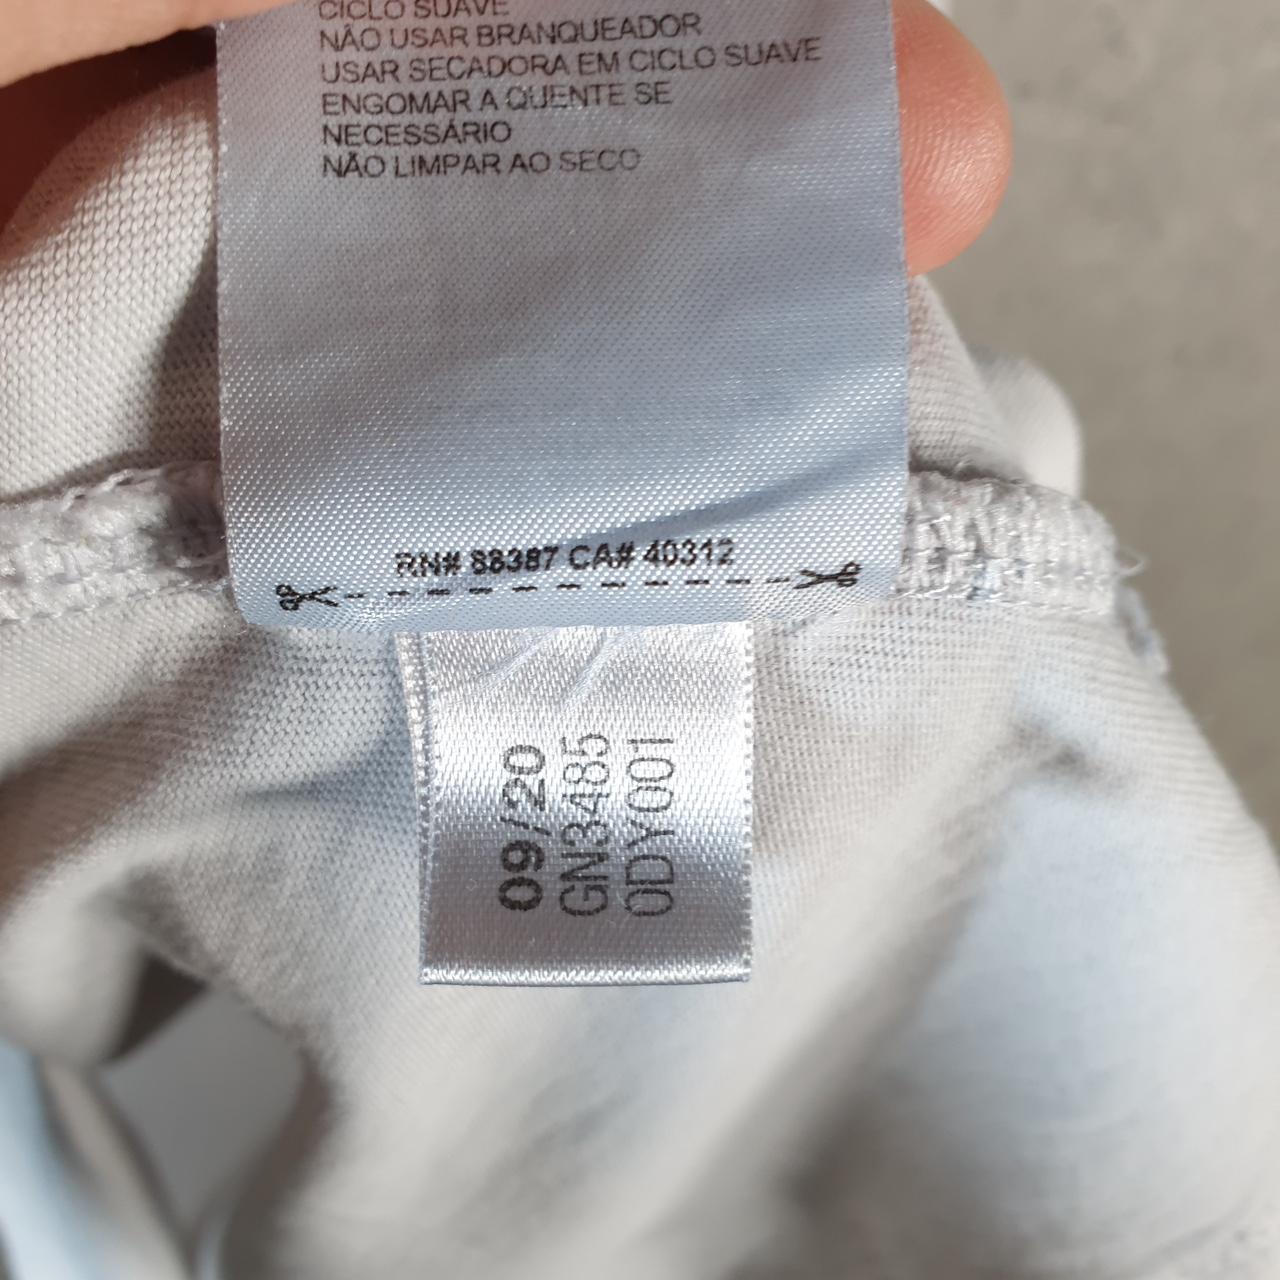 CICLO SUAVE
NÃO USAR BRANQUEADOR
USAR SECADORA EM CICLO SUAVE
ENGOMAR A QUENTE SE
NECESSÁRIO
NÃO LIMPAR AO SECO
RN# 88387 CA# 40312
09/20
GN3485
0DY001